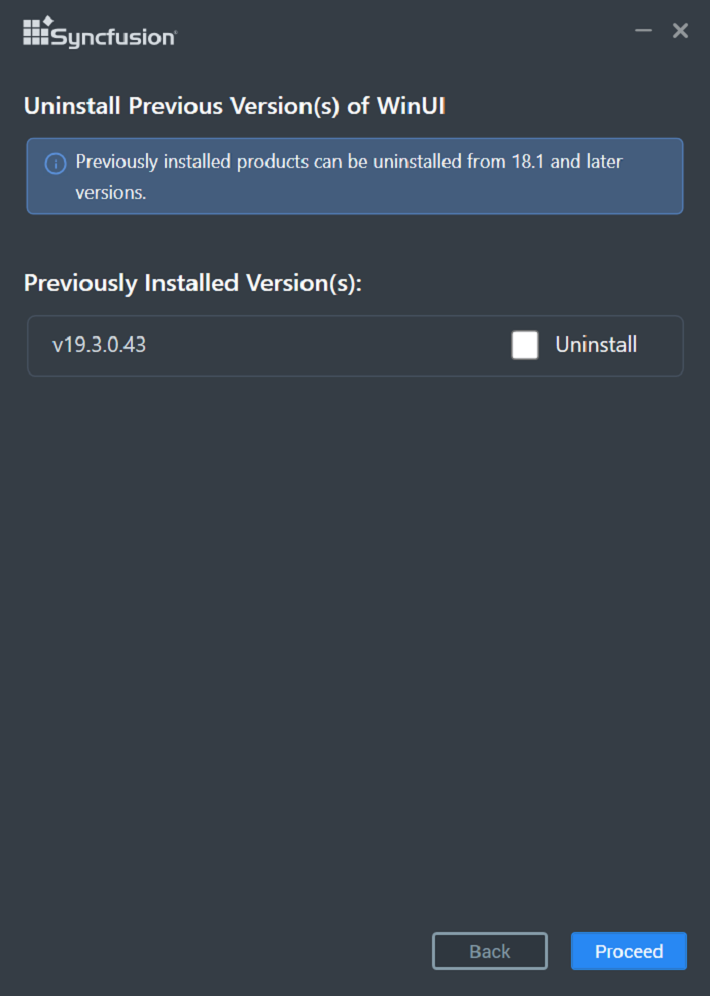 Syncfusion
Uninstall Previous Version(s) of WinUI
Previously installed products can be uninstalled from 18.1 and later
versions.
Previously Installed Version(s):
v19.3.0.43 Uninstall
Back Proceed